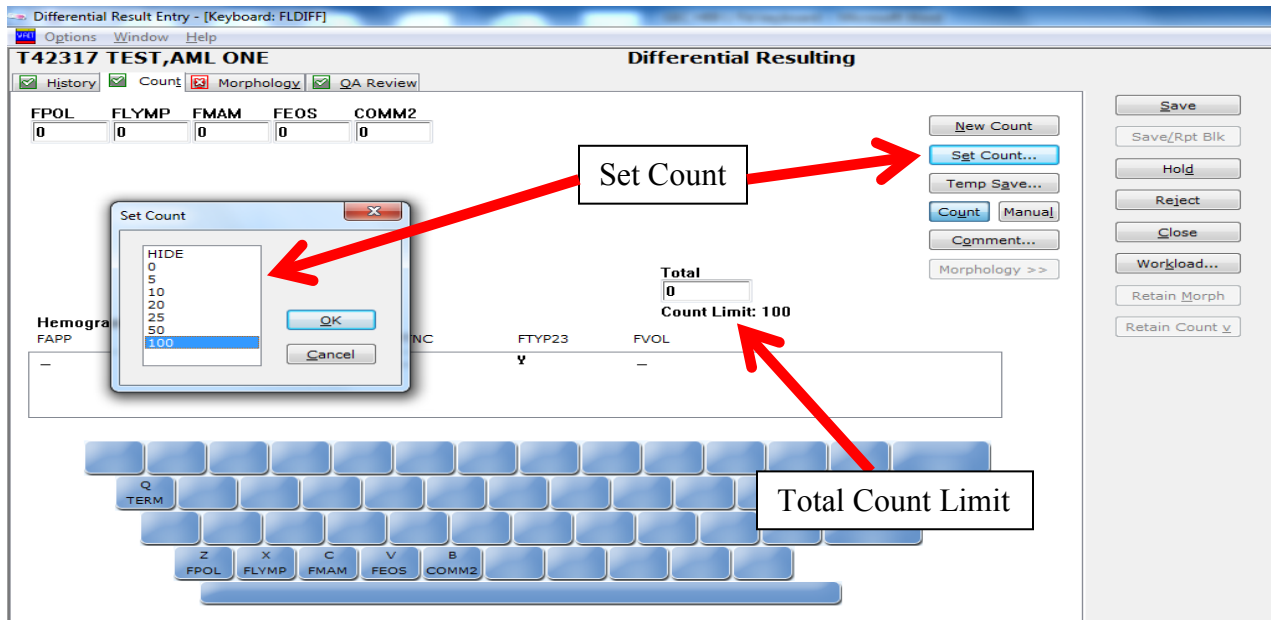 Differential Result Entry - [Keyboard: FLDIFF]
Options Window Help
T42317 TEST,AML ONE Differential Resulting
History Count Morphology QA Review
FPOL FLYMP FMAM FEOS COMM2
0 0 0 0 0
New Count
Set Count...
Temp Save...
Count Manual
Comment...
Morphology >>
Save
Save/Rpt Blk
Hold
Reject
Close
Workload...
Retain Morph
Retain Count v
Set Count
Set Count
HIDE
0
5
10
20
25
50
100
OK
Cancel
Total
0
Count Limit: 100
Hemogra
FAPP NC FTYP23 FVOL
_ Y _
Total Count Limit
Q
TERM
Z X C V B
FPOL FLYMP FMAM FEOS COMM2